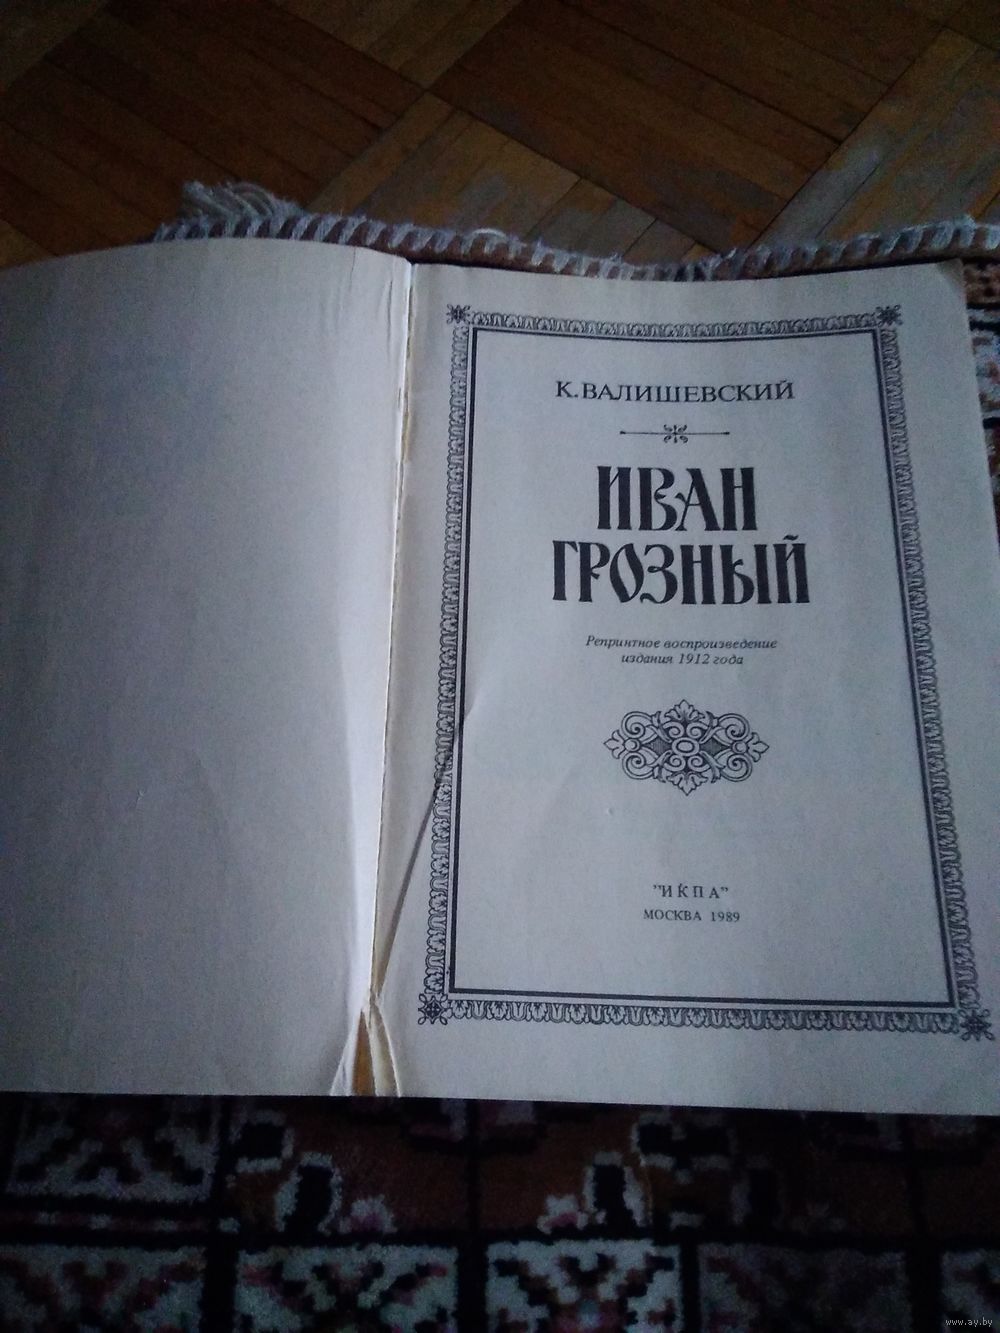 К. ВАЛИШЕВСКИЙ
ИВАН
ГРОЗНЫЙ
Репринтное воспроизведение
издания 1912 года
"ИКПА"
МОСКВА 1989
www.ay.by